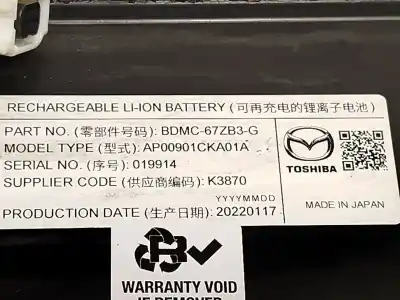 RECHARGEABLE LI-ION BATTERY (可再充电的锂离子电池)
PART NO. (零部件号码): BDMC-67ZB3-G
MODEL TYPE (型式): AP00901CKA01A
SERIAL NO. (序号): 019914
SUPPLIER CODE (供应商编码): K3870
YYYYMMDD
PRODUCTION DATE (生产日期): 20220117
TOSHIBA
MADE IN JAPAN
WARRANTY VOID
IF REMOVED